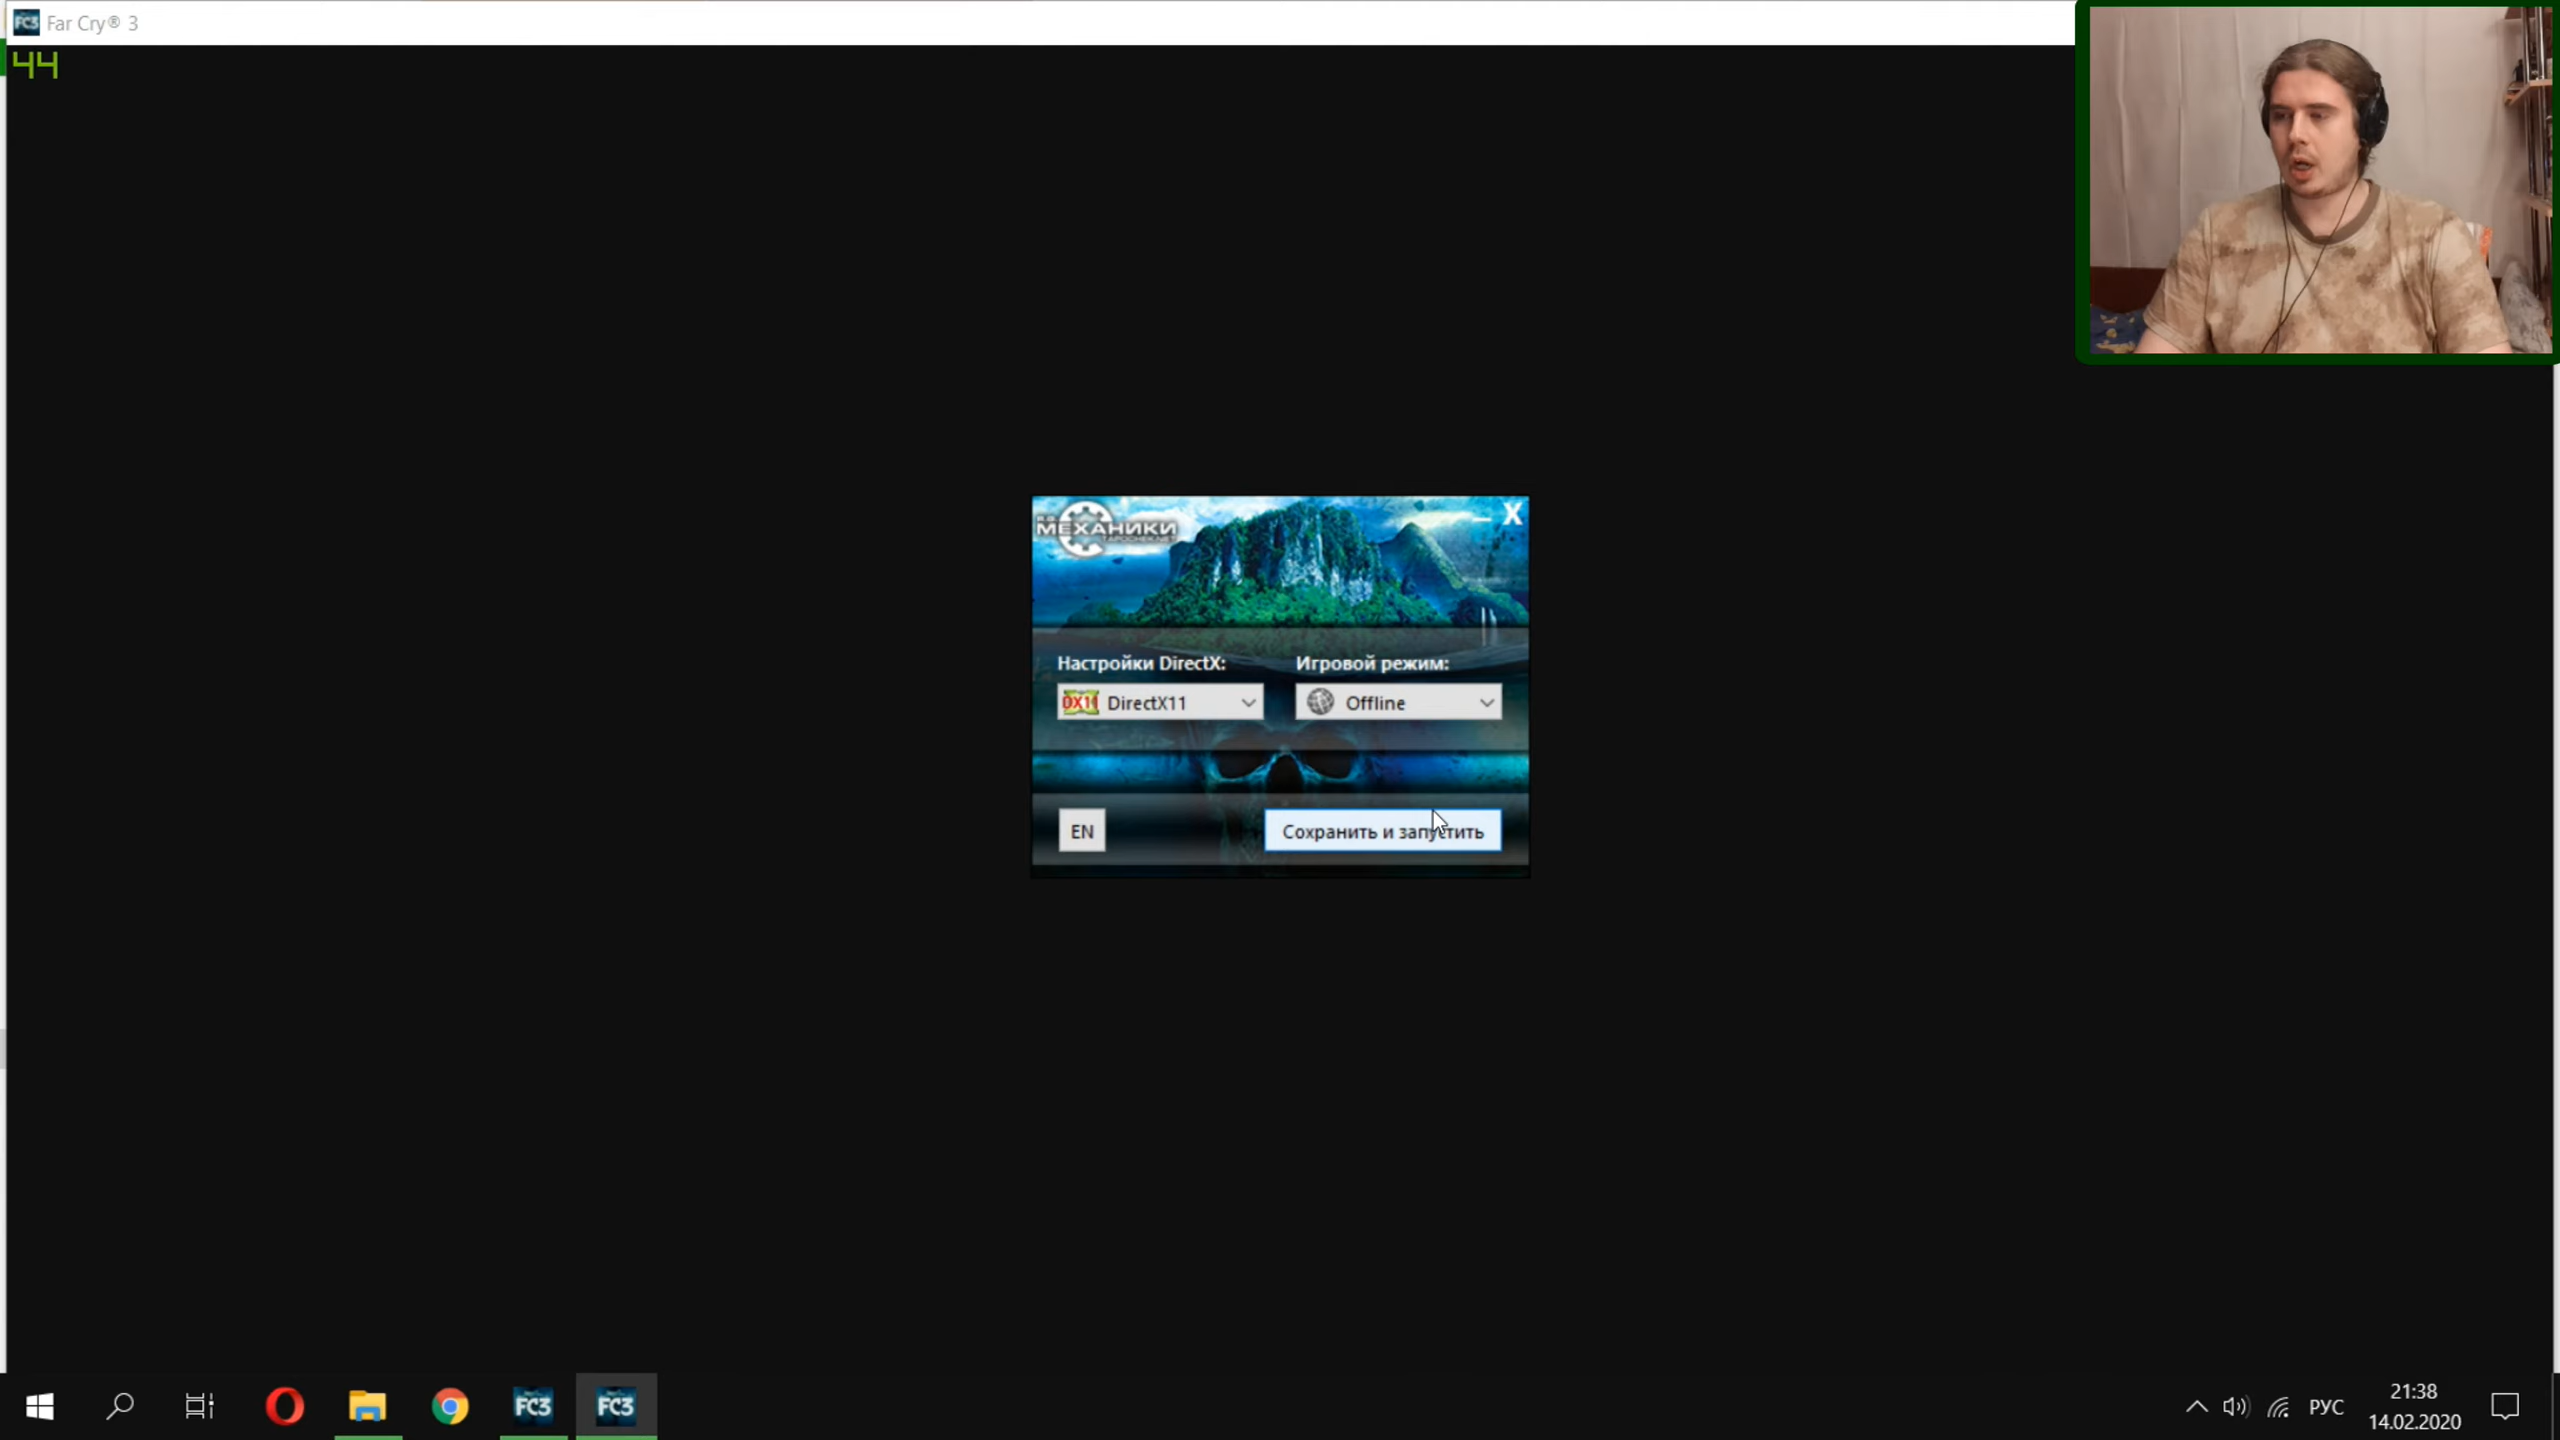 Far Cry® 3
44
МЕХАНИКИ
X
Настройки DirectX:
Игровой режим:
DX11 DirectX11
Offline
EN
Сохранить и запустить
FC3
FC3
РУС
21:38
14.02.2020